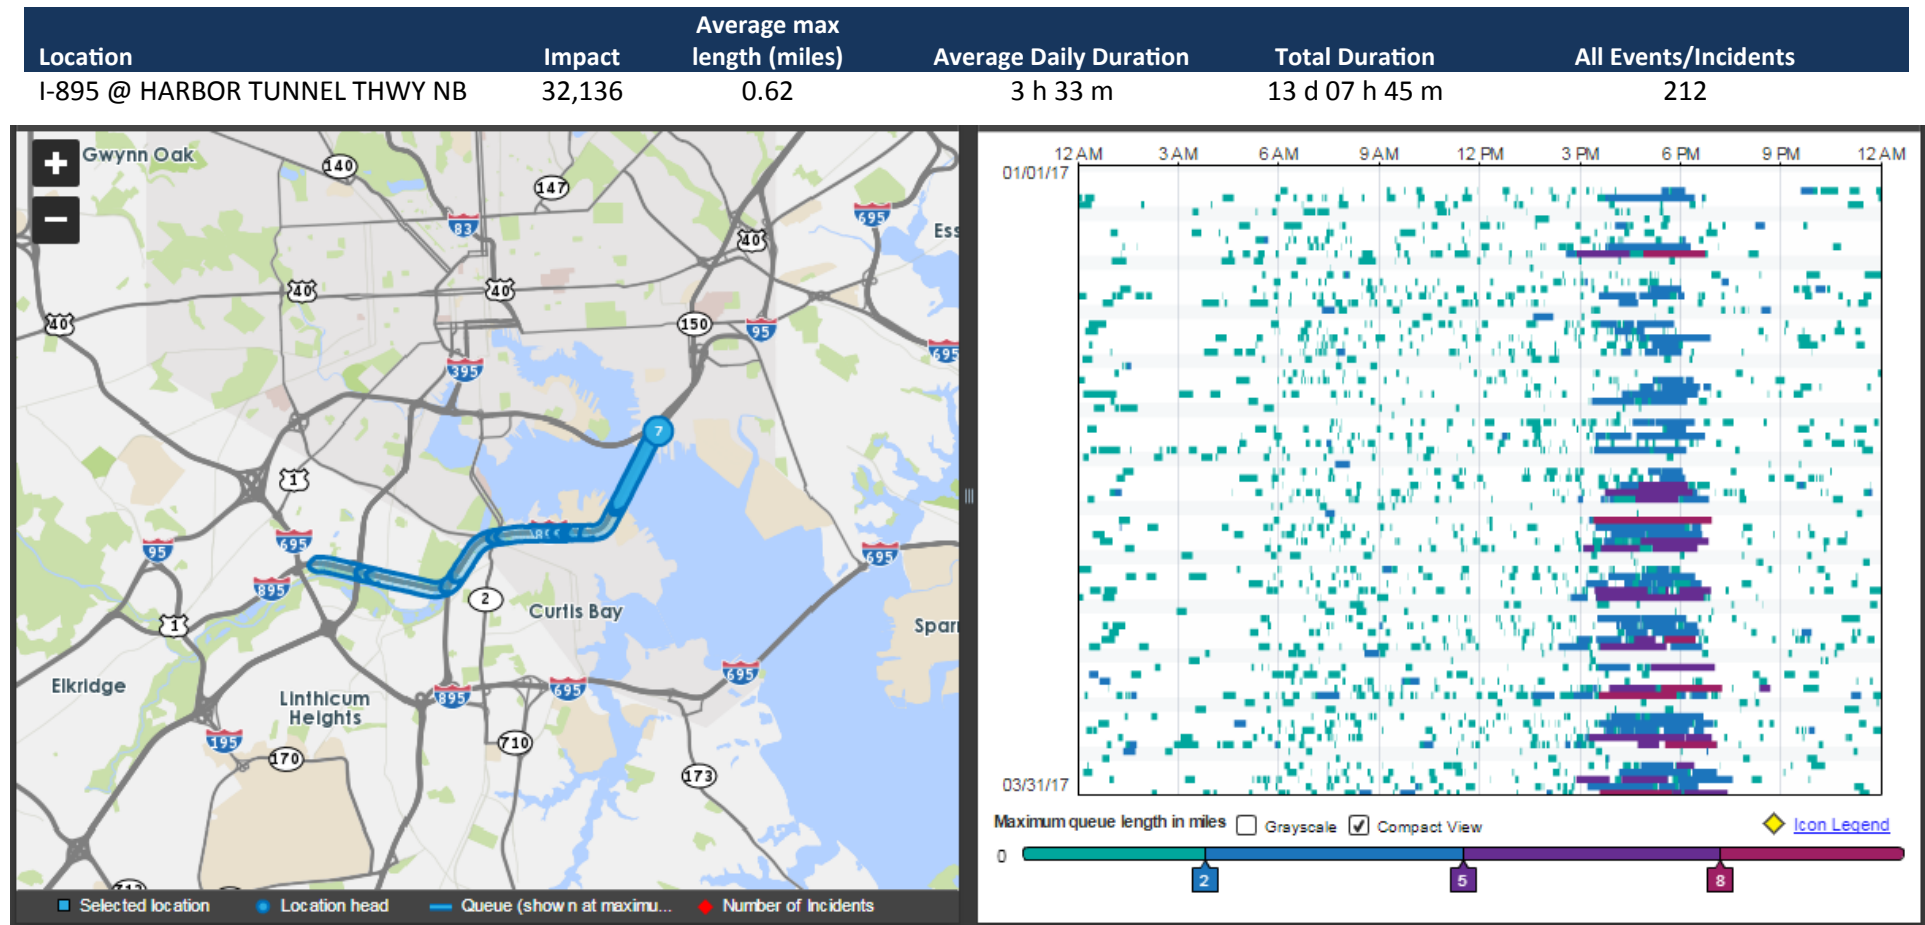 Location Impact Average max length (miles) Average Daily Duration Total Duration All Events/Incidents
I-895 @ HARBOR TUNNEL THWY NB 32,136 0.62 3 h 33 m 13 d 07 h 45 m 212
+
−
Gwynn Oak
140
147
83
695
40
Ess
40
40
40
150
95
695
395
7
1
695
95
895
895
695
2
Curtis Bay
1
Sparr
Elkridge
Linthicum
Heights
895
695
695
195
170
710
173
Selected location Location head Queue (shown at maximu... Number of Incidents
12 AM 3 AM 6 AM 9 AM 12 PM 3 PM 6 PM 9 PM 12 AM
01/01/17
03/31/17
Maximum queue length in miles Grayscale Compact View Icon Legend
0
2 5 8